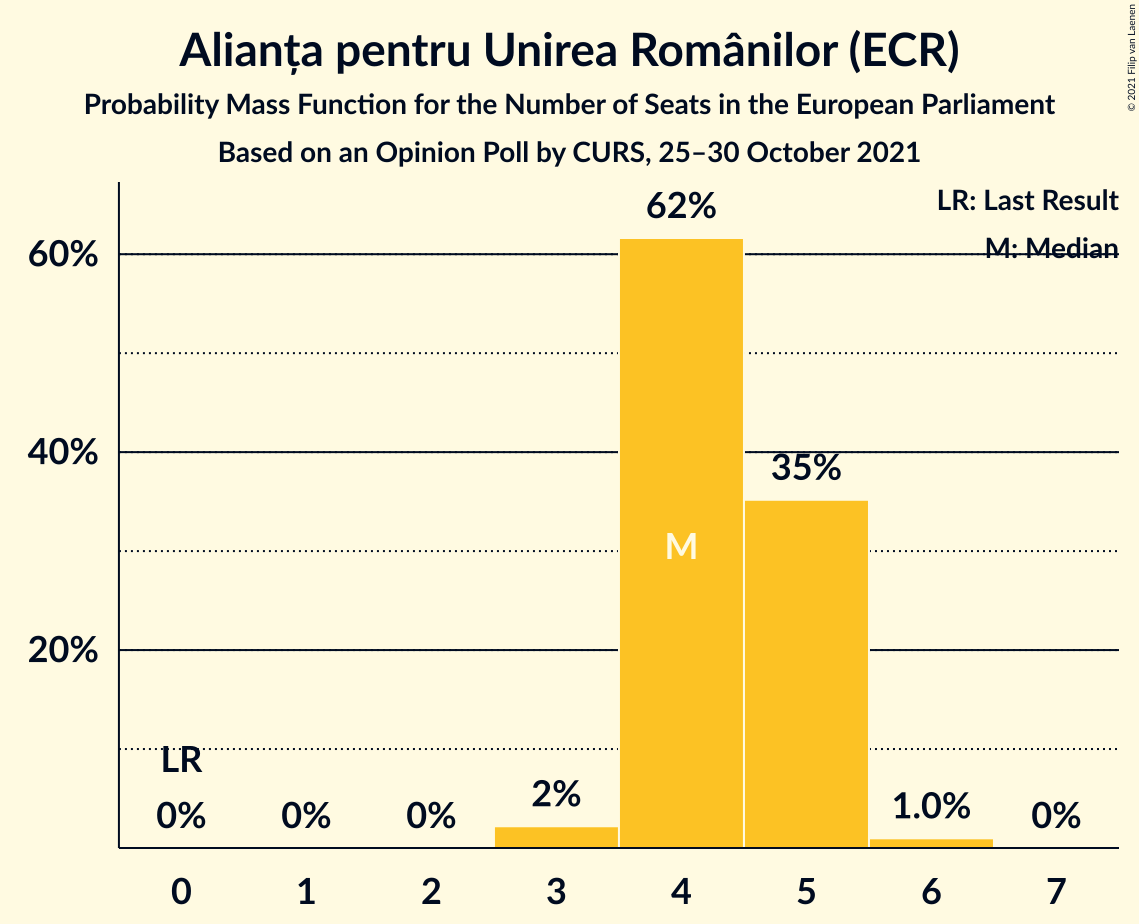 Alianța pentru Unirea Românilor (ECR)
Probability Mass Function for the Number of Seats in the European Parliament
Based on an Opinion Poll by CURS, 25–30 October 2021
© 2021 Filip van Laenen
LR: Last Result
M: Median
60%
40%
20%
62%
35%
M
LR
0%
0%
0%
2%
1.0%
0%
0 1 2 3 4 5 6 7